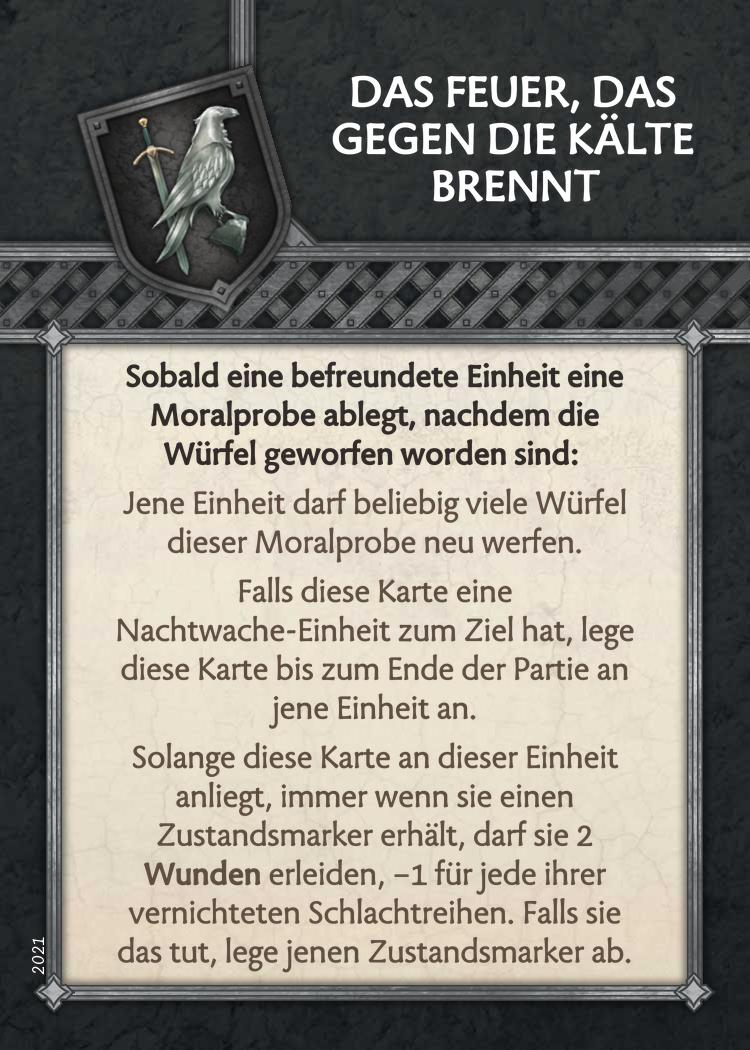 DAS FEUER, DAS
GEGEN DIE KÄLTE
BRENNT
Sobald eine befreundete Einheit eine
Moralprobe ablegt, nachdem die
Würfel geworfen worden sind:
Jene Einheit darf beliebig viele Würfel
dieser Moralprobe neu werfen.
Falls diese Karte eine
Nachtwache-Einheit zum Ziel hat, lege
diese Karte bis zum Ende der Partie an
jene Einheit an.
Solange diese Karte an dieser Einheit
anliegt, immer wenn sie einen
Zustandsmarker erhält, darf sie 2
Wunden erleiden, −1 für jede ihrer
vernichteten Schlachtreihen. Falls sie
das tut, lege jenen Zustandsmarker ab.
2021